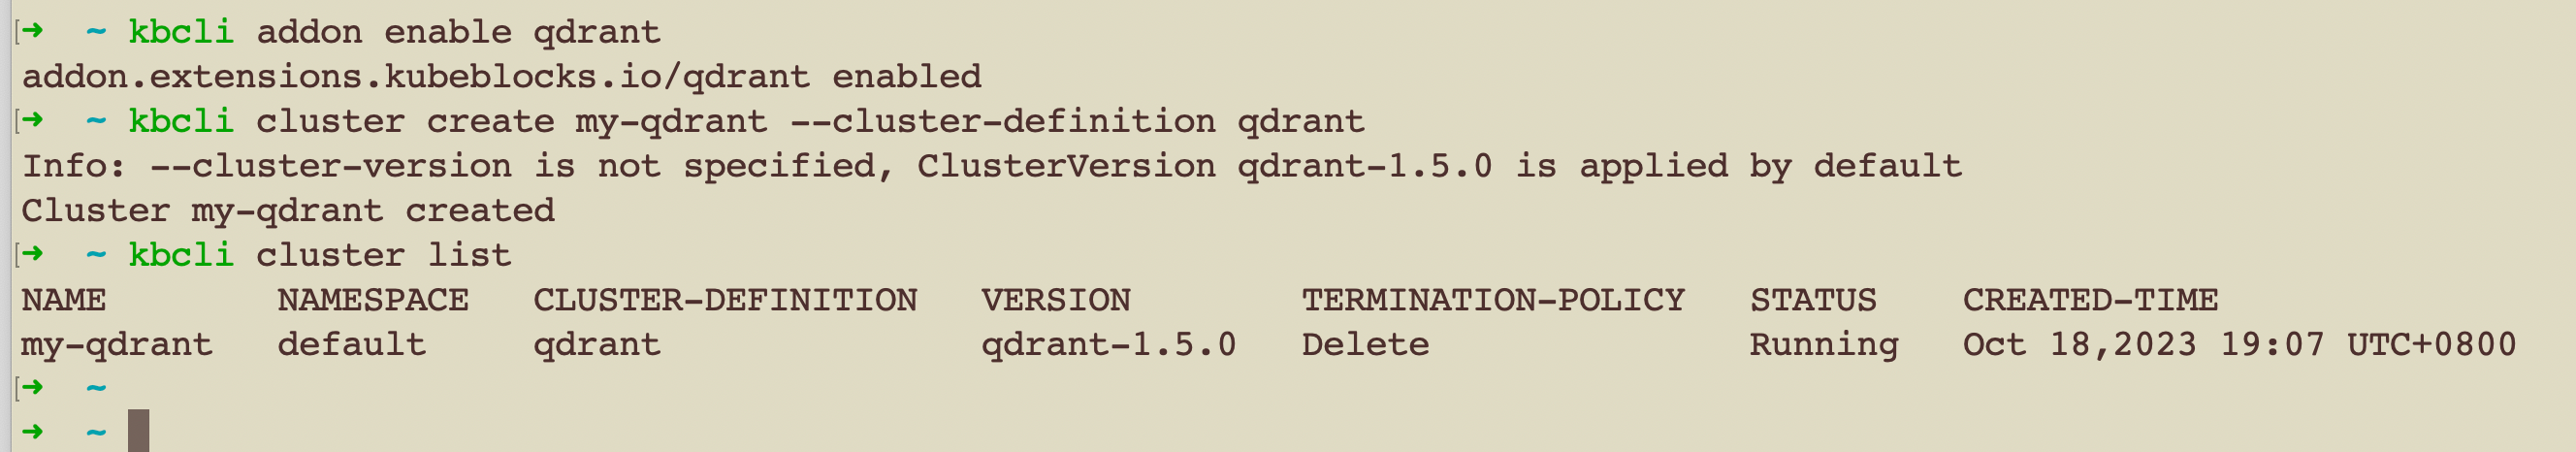 ➜  ~ kbcli addon enable qdrant
addon.extensions.kubeblocks.io/qdrant enabled
➜  ~ kbcli cluster create my-qdrant --cluster-definition qdrant
Info: --cluster-version is not specified, ClusterVersion qdrant-1.5.0 is applied by default
Cluster my-qdrant created
➜  ~ kbcli cluster list
NAME        NAMESPACE   CLUSTER-DEFINITION   VERSION        TERMINATION-POLICY   STATUS    CREATED-TIME
my-qdrant   default     qdrant               qdrant-1.5.0   Delete               Running   Oct 18,2023 19:07 UTC+0800
➜  ~
➜  ~